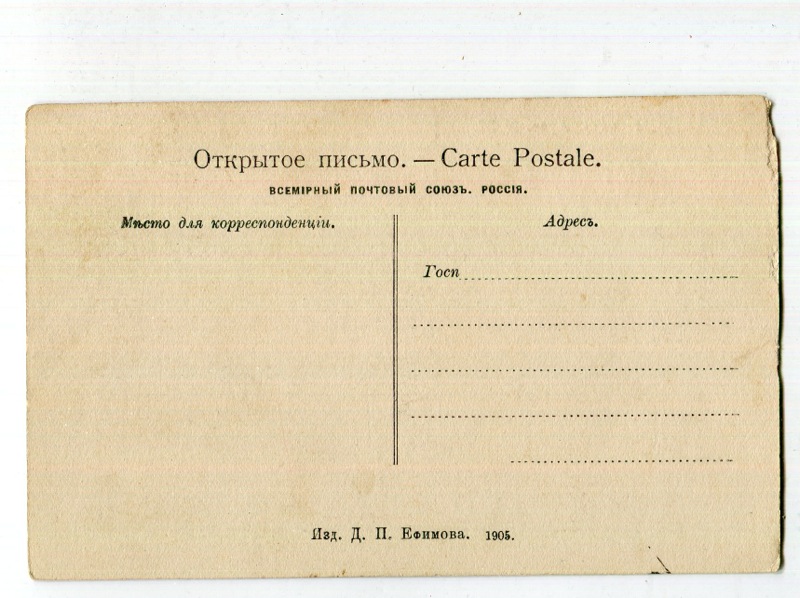 Открытое письмо. — Carte Postale.
ВСЕМІРНЫЙ ПОЧТОВЫЙ СОЮЗЪ. РОССІЯ.
Мѣсто для корреспонденціи.
Адресъ.
Госп
Изд. Д. П. Ефимова. 1905.